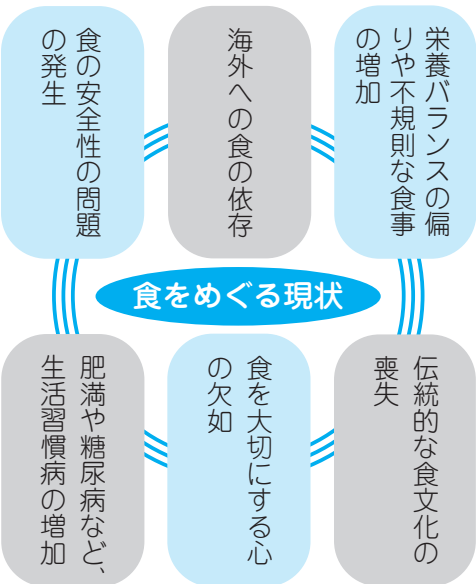 栄養バランスの偏
りや不規則な食事
の増加
海外への食の依存
食の安全性の問題
の発生
食をめぐる現状
伝統的な食文化の
喪失
食を大切にする心
の欠如
肥満や糖尿病など、
生活習慣病の増加